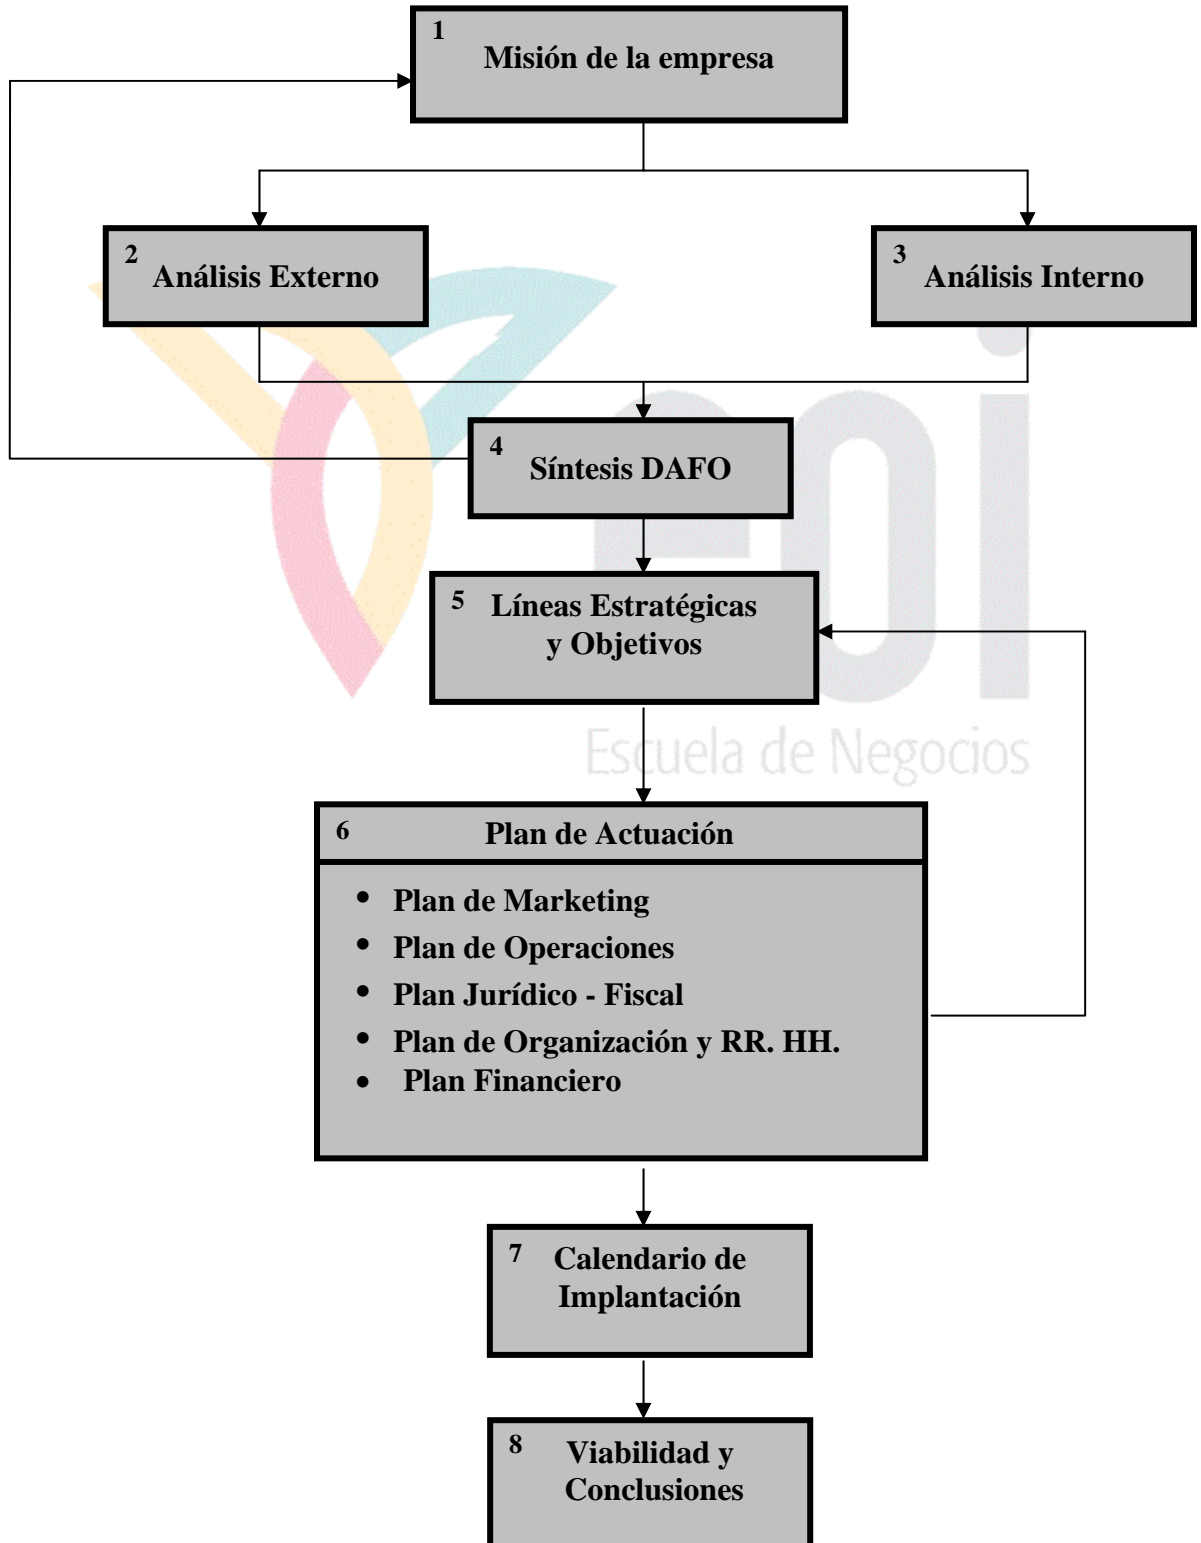 1
Misión de la empresa
2
Análisis Externo
3
Análisis Interno
4
Síntesis DAFO
5
Líneas Estratégicas
y Objetivos
eoi
Escuela de Negocios
6
Plan de Actuación
• Plan de Marketing
• Plan de Operaciones
• Plan Jurídico - Fiscal
• Plan de Organización y RR. HH.
• Plan Financiero
7
Calendario de
Implantación
8
Viabilidad y
Conclusiones